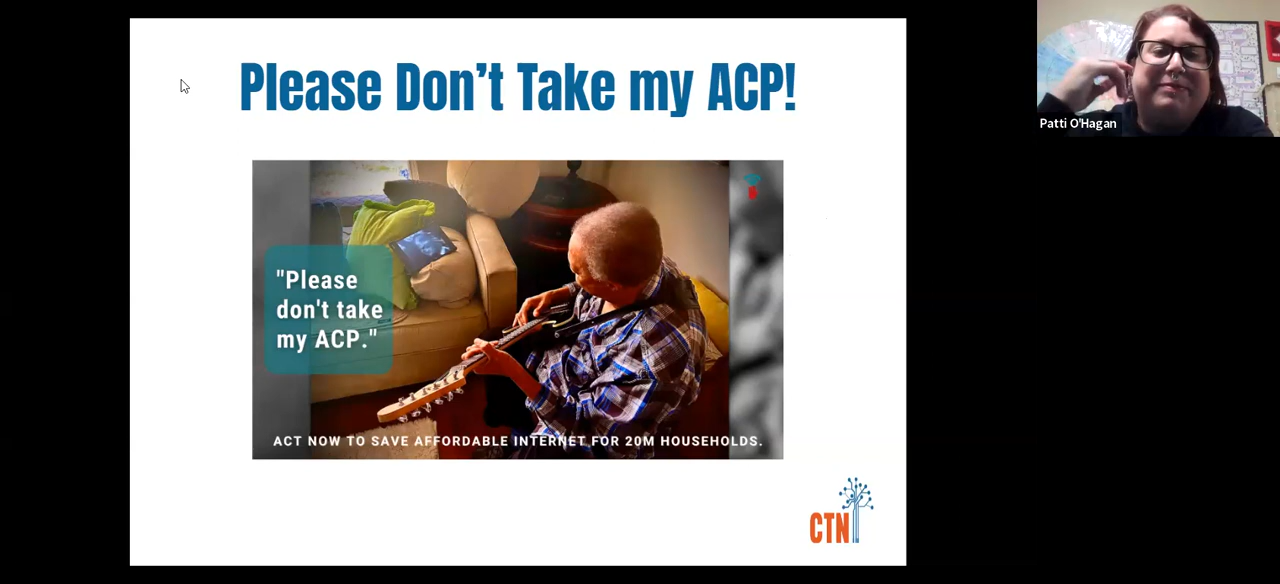 Please Don't Take my ACP!
"Please
don't take
my ACP."
ACT NOW TO SAVE AFFORDABLE INTERNET FOR 20M HOUSEHOLDS.
CTN
Patti O'Hagan